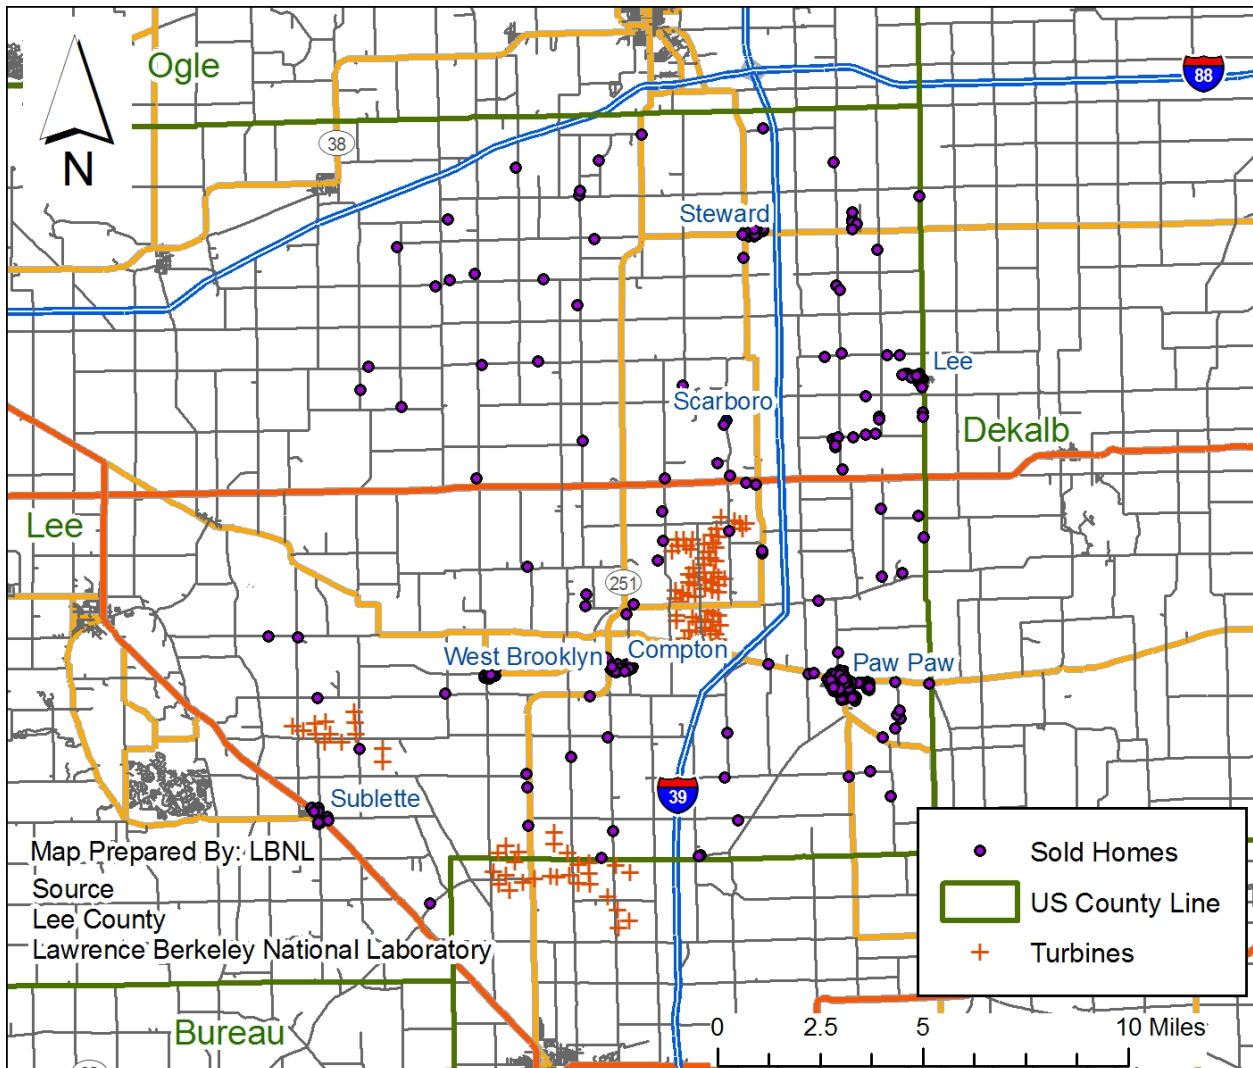 Ogle
88
38
N
Steward
Lee
Scarboro
Dekalb
Lee
251
West Brooklyn
Compton
Paw Paw
39
Sublette
Map Prepared By: LBNL
Source
Lee County
Lawrence Berkeley National Laboratory
Sold Homes
US County Line
Turbines
Bureau
0 2.5 5 10 Miles